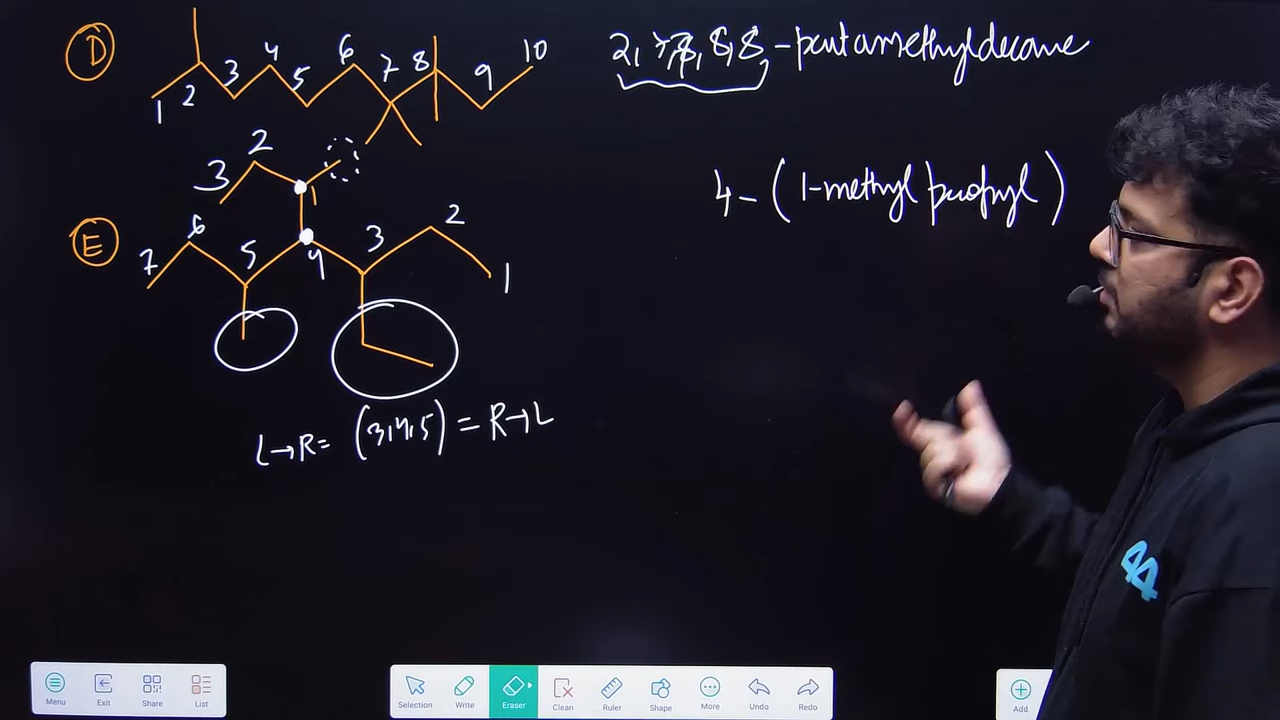 D
1 2 3 4 5 6 7 8 9 10
2, 7,7, 8, 8 - pentamethyldecane
E
3 2 1
7 6 5 4 3 2 1
4 - (1-methyl propyl)
L→R = (3,4,5) = R→L
Menu Exit Share List
Selection Write Eraser Clean Ruler Shape More Undo Redo
Add